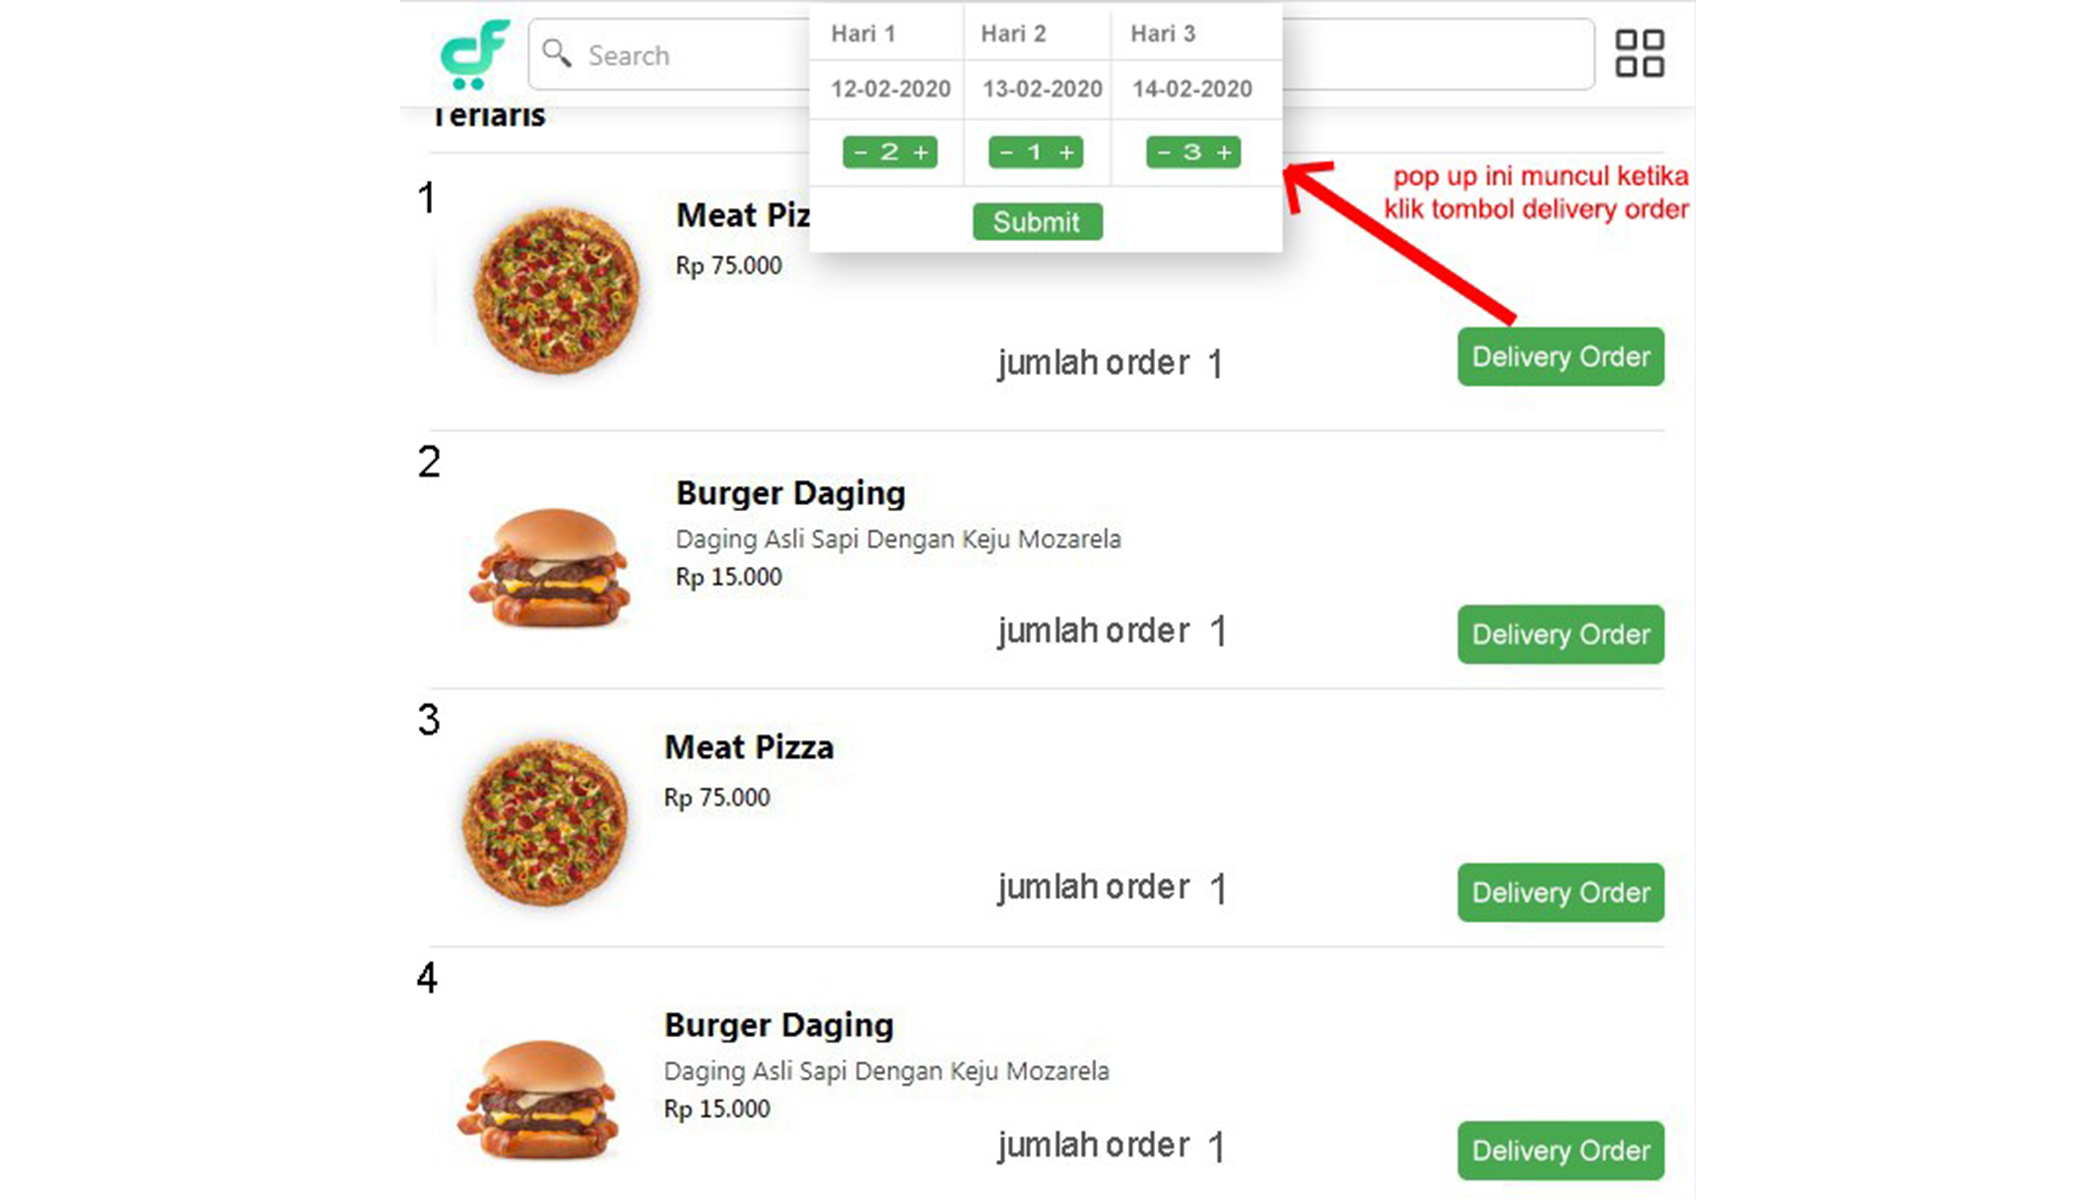 Search
Hari 1 Hari 2 Hari 3
12-02-2020 13-02-2020 14-02-2020
- 2 + - 1 + - 3 +
Submit
Terlaris
pop up ini muncul ketika
klik tombol delivery order
1
Meat Piz
Rp 75.000
jumlah order 1
Delivery Order
2
Burger Daging
Daging Asli Sapi Dengan Keju Mozarela
Rp 15.000
jumlah order 1
Delivery Order
3
Meat Pizza
Rp 75.000
jumlah order 1
Delivery Order
4
Burger Daging
Daging Asli Sapi Dengan Keju Mozarela
Rp 15.000
jumlah order 1
Delivery Order